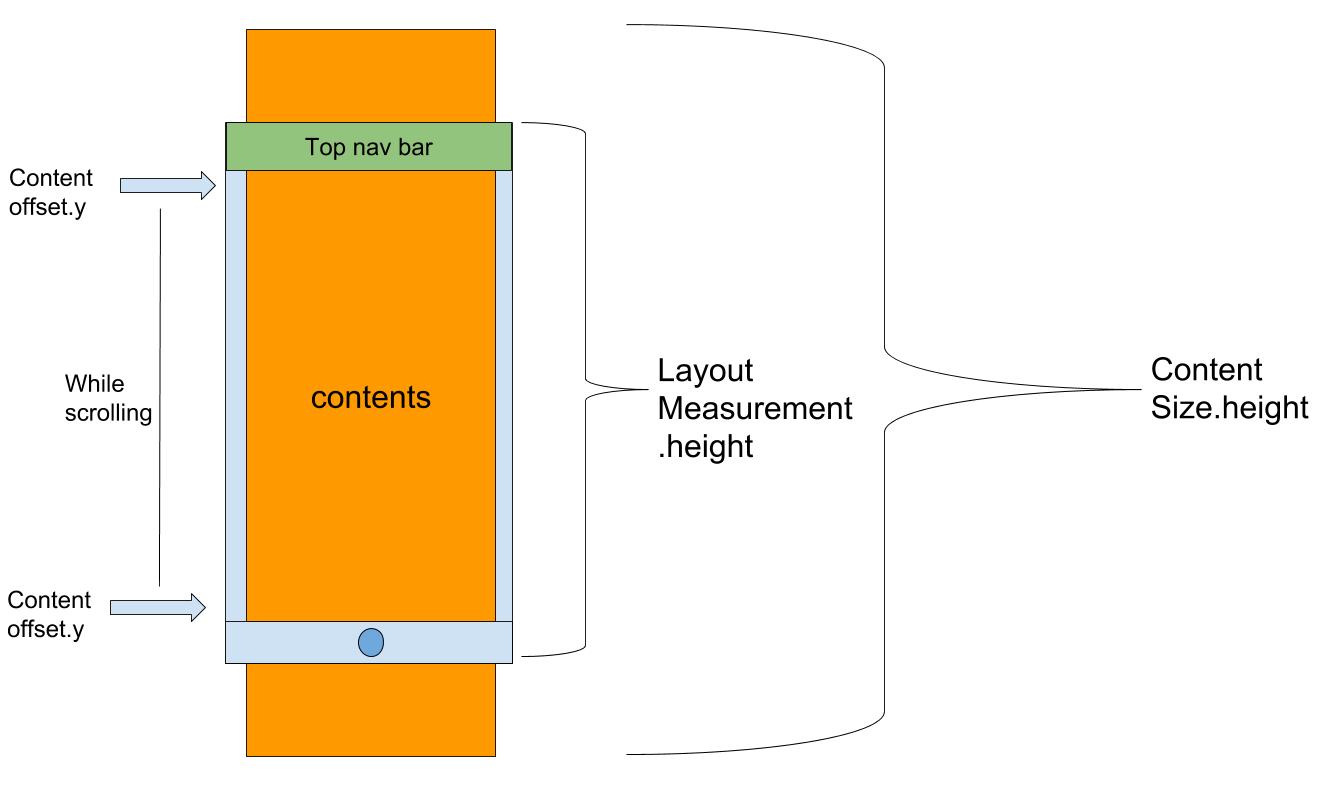 Top nav bar
Content
offset.y
While
scrolling
contents
Layout
Measurement
.height
Content
Size.height
Content
offset.y